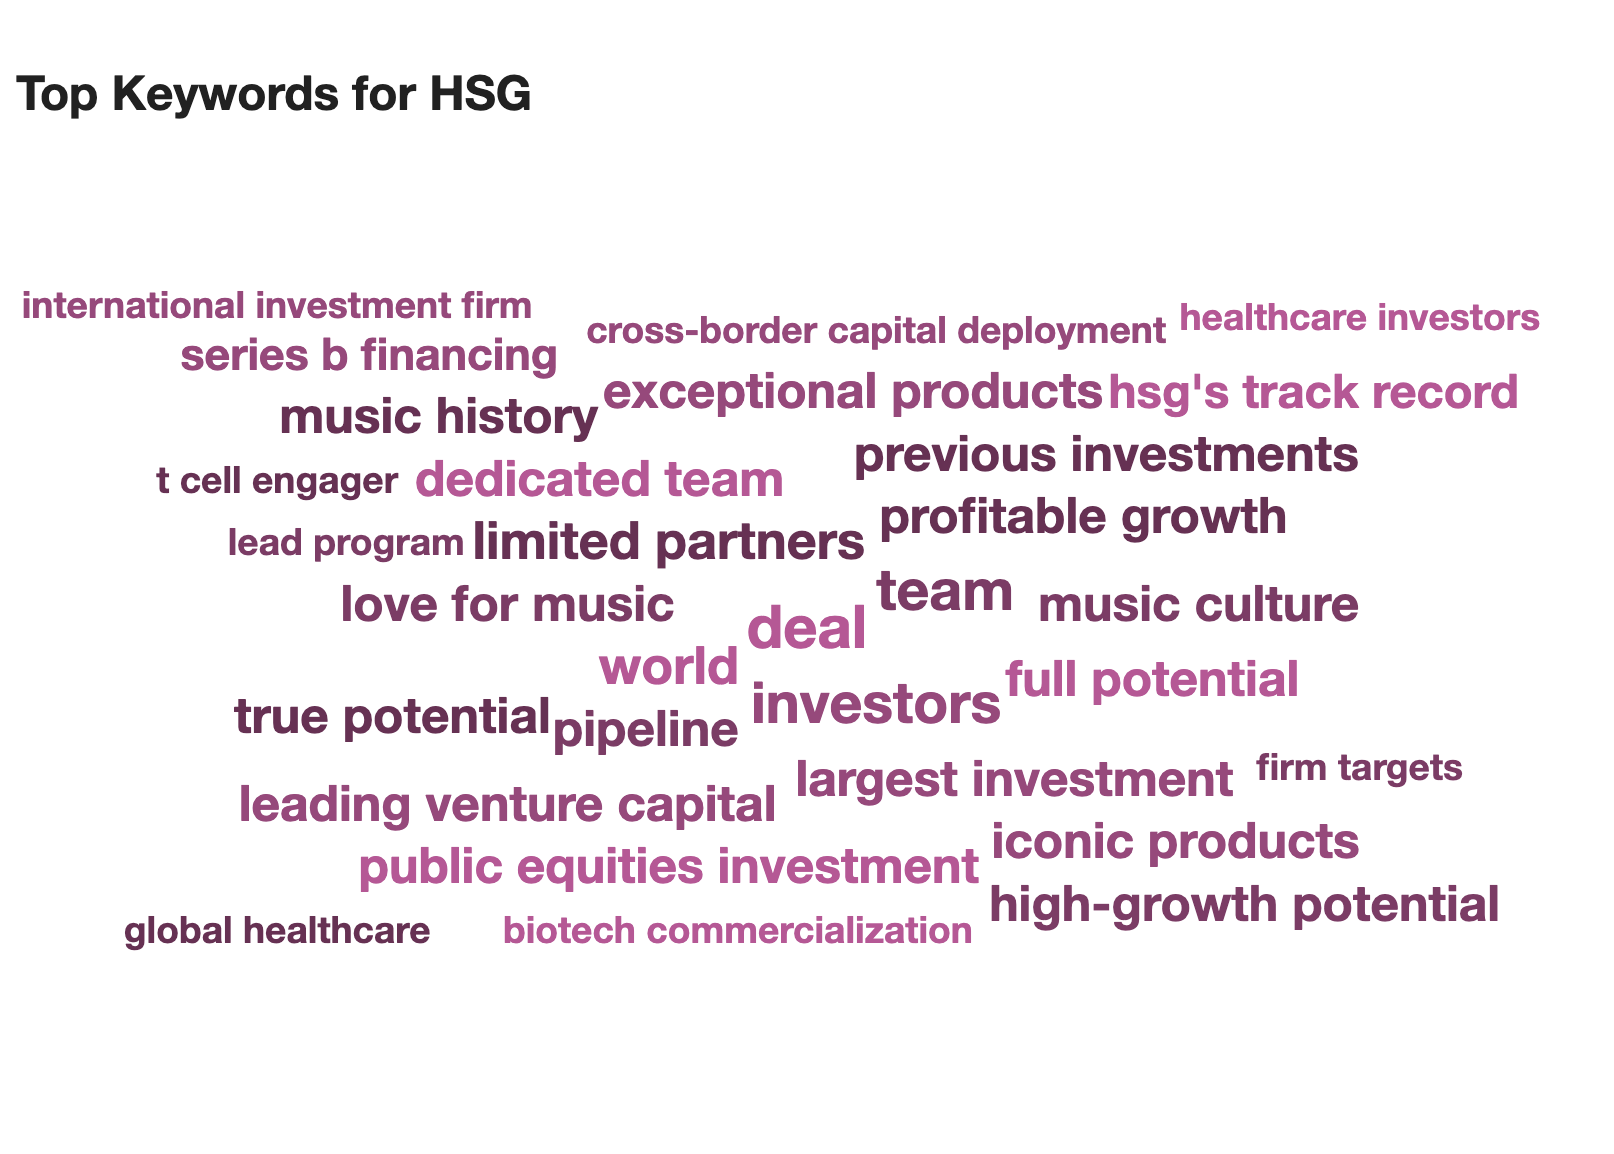 Top Keywords for HSG
international investment firm
healthcare investors
cross-border capital deployment
series b financing
exceptional products
hsg's track record
music history
previous investments
t cell engager
dedicated team
profitable growth
lead program
limited partners
team
love for music
music culture
deal
world
full potential
investors
true potential
pipeline
firm targets
largest investment
leading venture capital
iconic products
public equities investment
high-growth potential
global healthcare
biotech commercialization